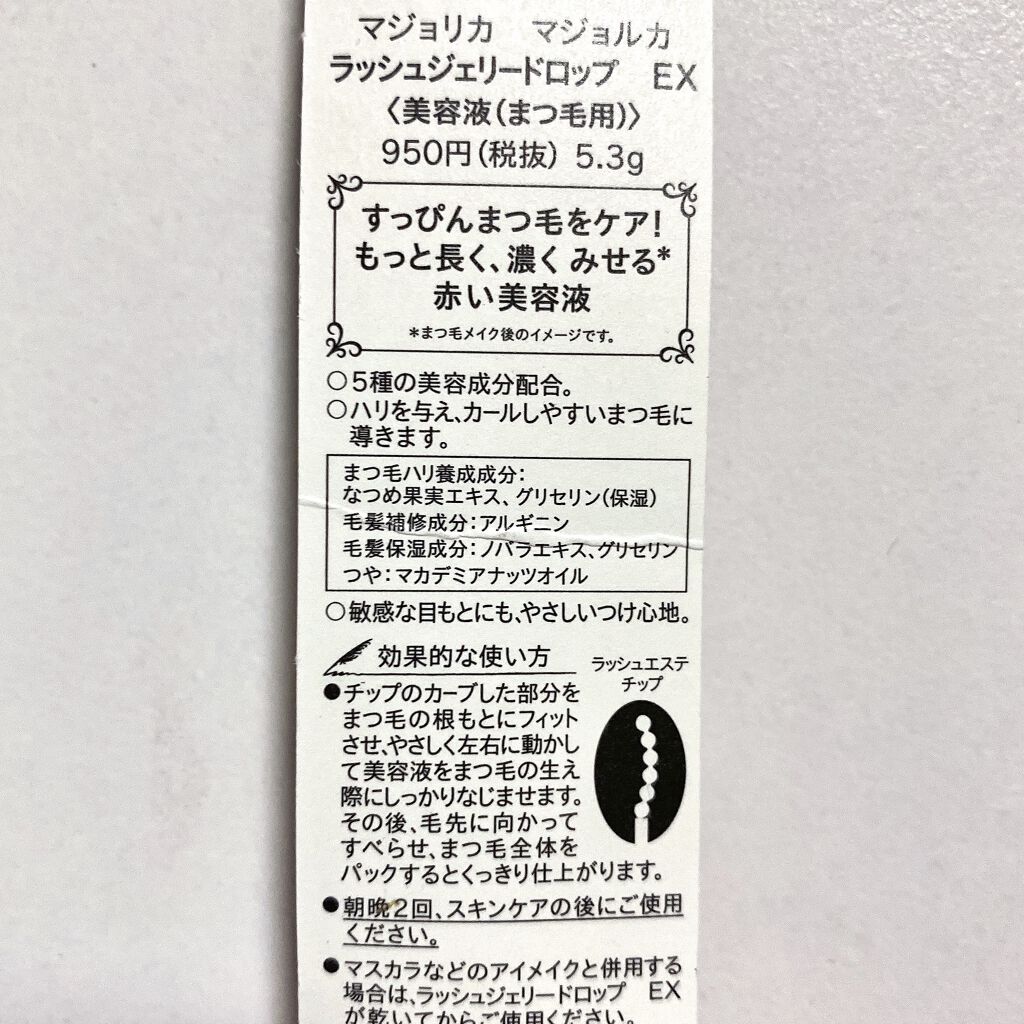 マジョリカ　マジョルカ
ラッシュジェリードロップ　EX
〈美容液(まつ毛用)〉
950円(税抜) 5.3g
すっぴんまつ毛をケア!
もっと長く、濃く みせる*
赤い美容液
*まつ毛メイク後のイメージです。
○5種の美容成分配合。
○ハリを与え、カールしやすいまつ毛に
導きます。
まつ毛ハリ養成成分:
なつめ果実エキス、グリセリン(保湿)
毛髪補修成分:アルギニン
毛髪保湿成分:ノバラエキス、グリセリン
つや:マカデミアナッツオイル
○敏感な目もとにも、やさしいつけ心地。
効果的な使い方
ラッシュエステ
チップ
●チップのカーブした部分を
まつ毛の根もとにフィット
させ、やさしく左右に動かし
て美容液をまつ毛の生え
際にしっかりなじませます。
その後、毛先に向かって
すべらせ、まつ毛全体を
パックするとくっきり仕上がります。
●朝晩2回、スキンケアの後にご使用
ください。
●マスカラなどのアイメイクと併用する
場合は、ラッシュジェリードロップ　EX
が乾いてからご使用ください。